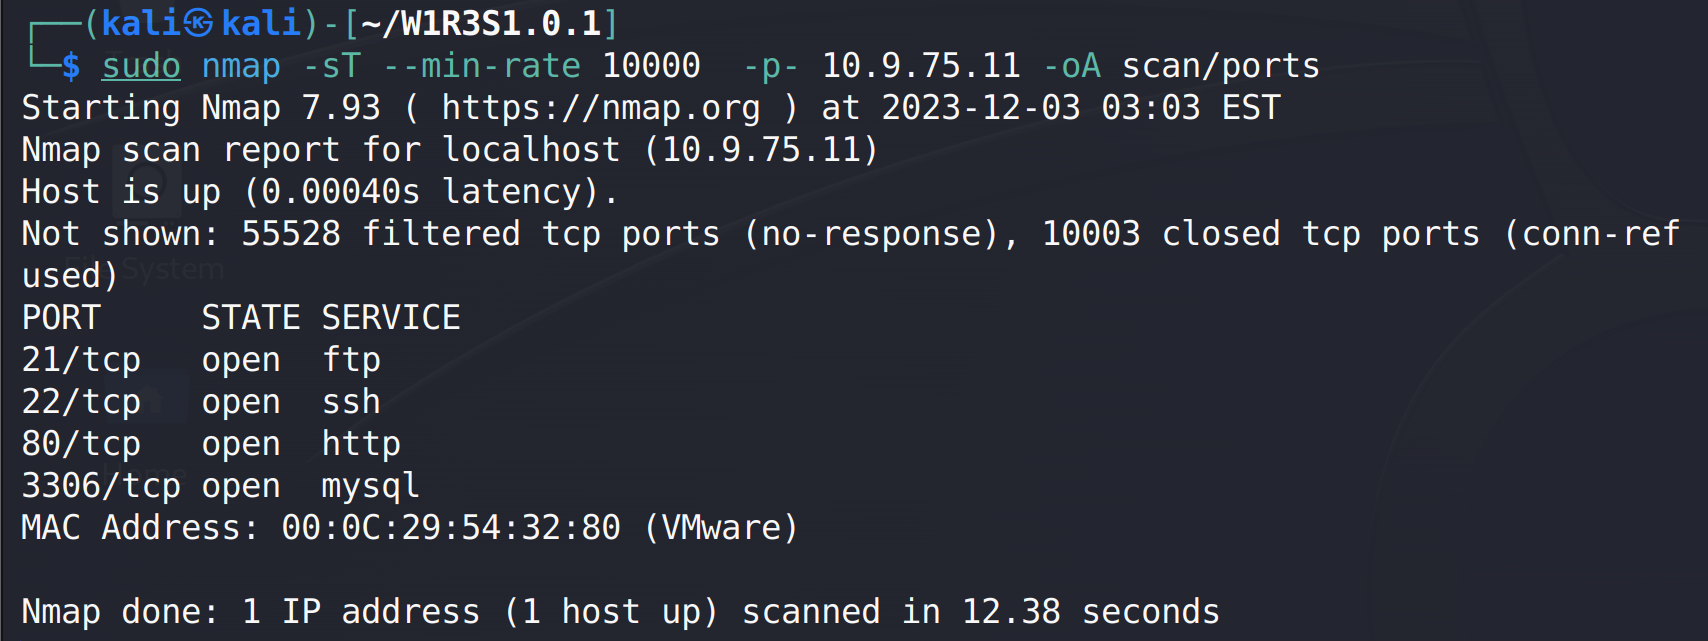 ┌──(kali㉿kali)-[~/W1R3S1.0.1]
└─$ sudo nmap -sT --min-rate 10000  -p- 10.9.75.11 -oA scan/ports
Starting Nmap 7.93 ( https://nmap.org ) at 2023-12-03 03:03 EST
Nmap scan report for localhost (10.9.75.11)
Host is up (0.00040s latency).
Not shown: 55528 filtered tcp ports (no-response), 10003 closed tcp ports (conn-ref
used)
PORT     STATE SERVICE
21/tcp   open  ftp
22/tcp   open  ssh
80/tcp   open  http
3306/tcp open  mysql
MAC Address: 00:0C:29:54:32:80 (VMware)
Nmap done: 1 IP address (1 host up) scanned in 12.38 seconds
File System
Home